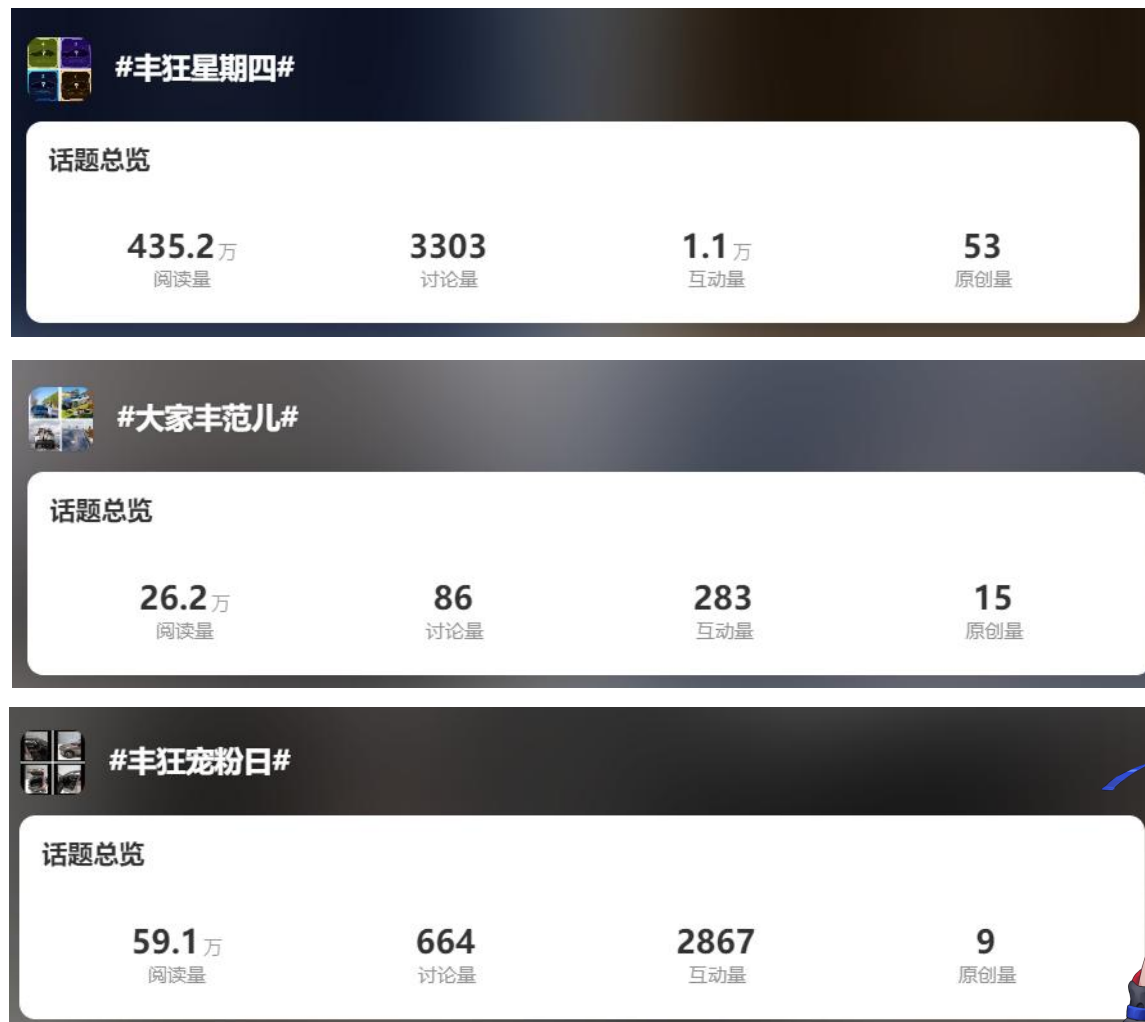 #丰狂星期四#
话题总览
435.2万 3303 1.1万 53
阅读量 讨论量 互动量 原创量
#大家丰范儿#
话题总览
26.2万 86 283 15
阅读量 讨论量 互动量 原创量
#丰狂宠粉日#
话题总览
59.1万 664 2867 9
阅读量 讨论量 互动量 原创量